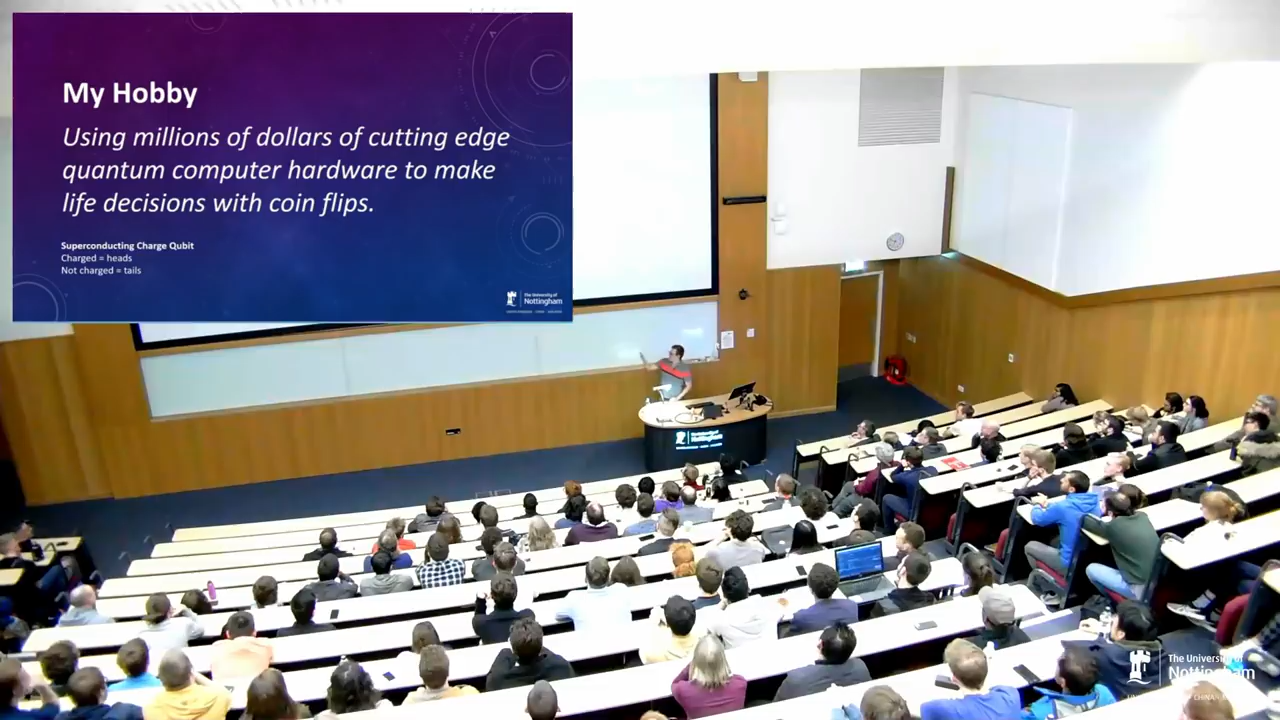 My Hobby
Using millions of dollars of cutting edge
quantum computer hardware to make
life decisions with coin flips.
Superconducting Charge Qubit
Charged = heads
Not charged = tails
The University of
Nottingham
The University of
Nottingham